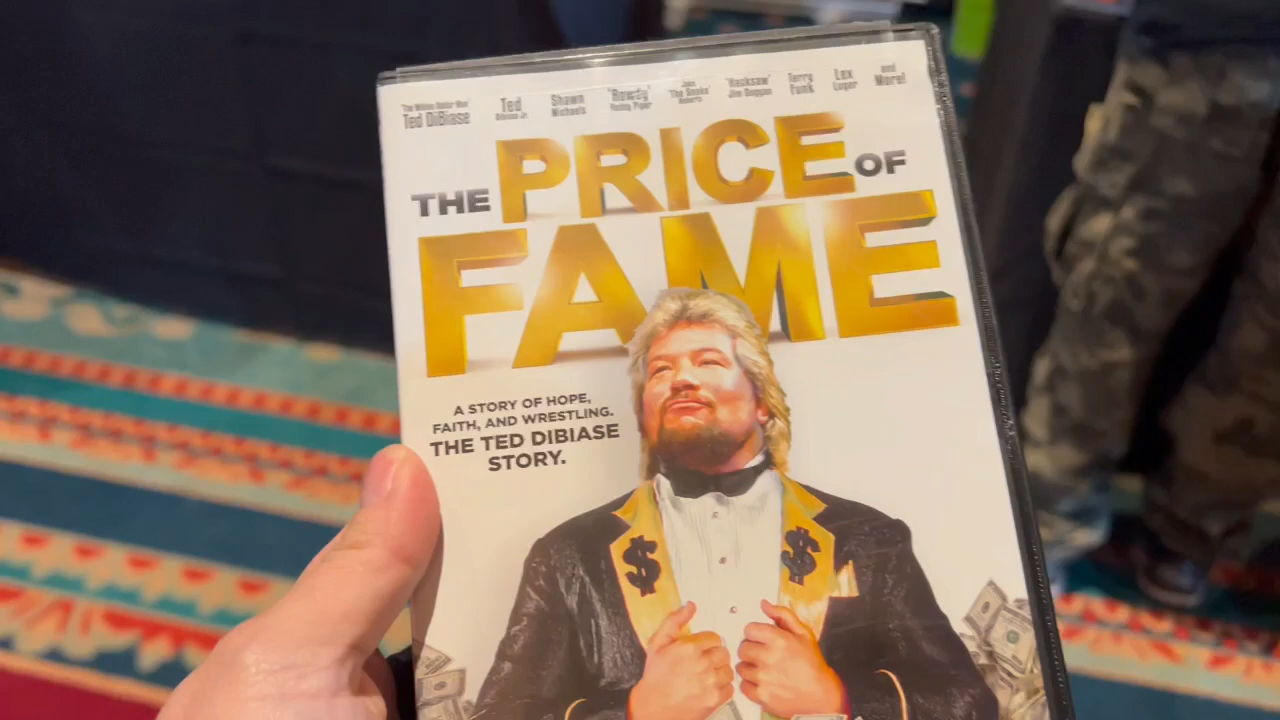 'The Million Dollar Man' Ted DiBiase
Ted DiBiase Jr.
Shawn Michaels
'Rowdy' Roddy Piper
Jake 'The Snake' Roberts
'Hacksaw' Jim Duggan
Terry Funk
Lex Luger
and More!
THE PRICE OF
FAME
A STORY OF HOPE,
FAITH, AND WRESTLING.
THE TED DIBIASE
STORY.
$ $